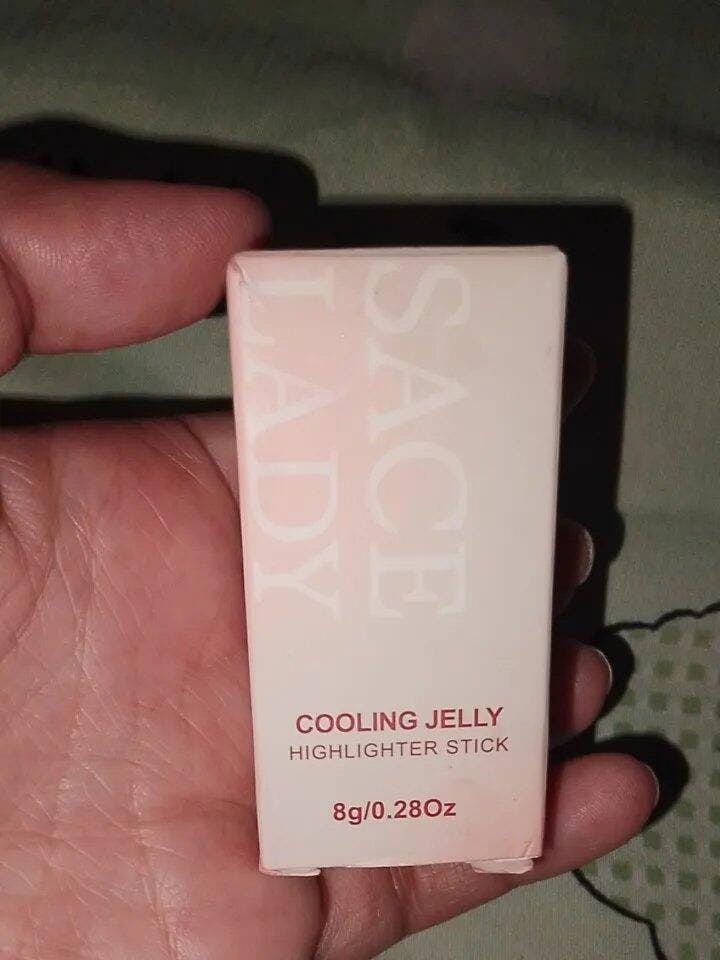 SACE
LADY
COOLING JELLY
HIGHLIGHTER STICK
8g/0.28Oz